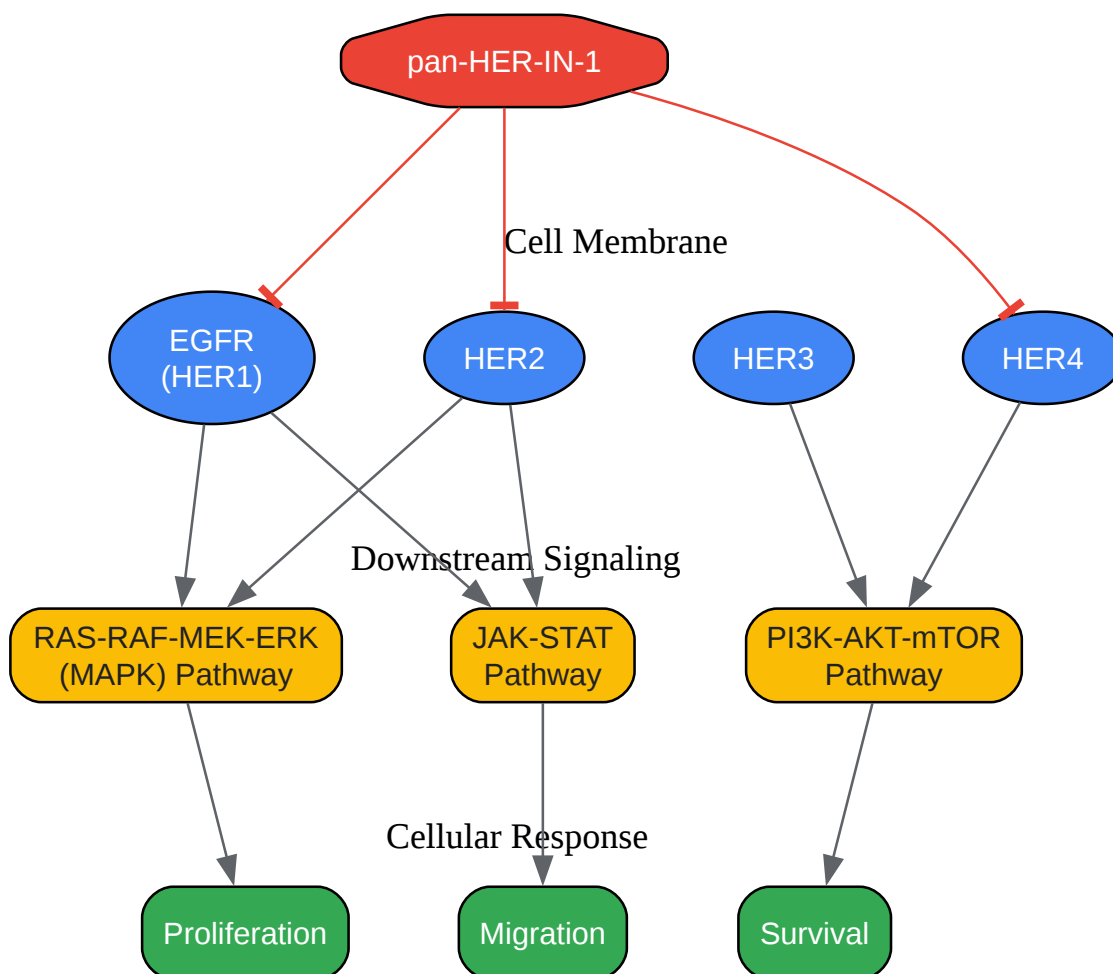 pan-HER-IN-1
Cell Membrane
EGFR
(HER1)
HER2
HER3
HER4
Downstream Signaling
RAS-RAF-MEK-ERK
(MAPK) Pathway
JAK-STAT
Pathway
PI3K-AKT-mTOR
Pathway
Cellular Response
Proliferation
Migration
Survival